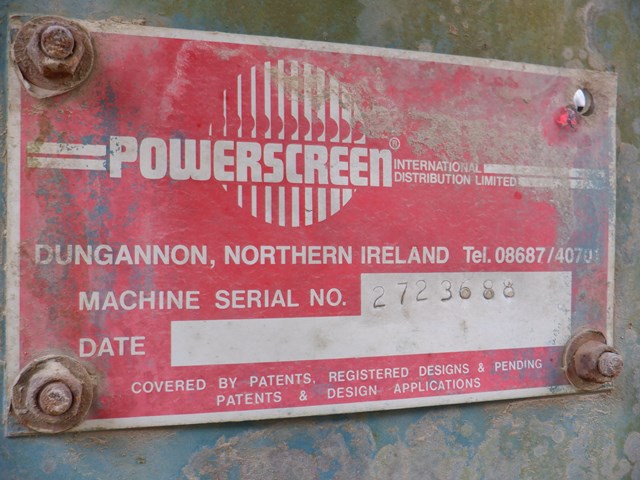 POWERSCREEN®
INTERNATIONAL
DISTRIBUTION LIMITED
DUNGANNON, NORTHERN IRELAND Tel. 08687/40701
MACHINE SERIAL NO. 2723688
DATE
COVERED BY PATENTS, REGISTERED DESIGNS & PENDING
PATENTS & DESIGN APPLICATIONS